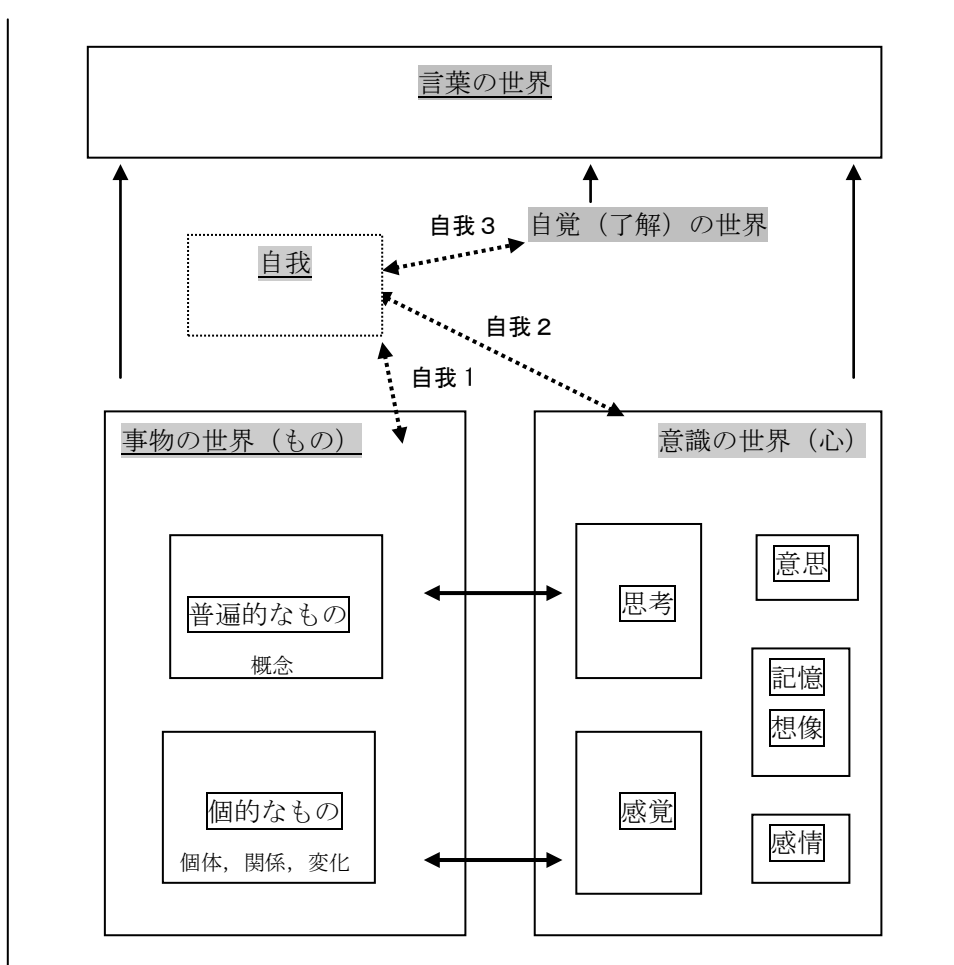 言葉の世界
自我３
自覚（了解）の世界
自我
自我２
自我１
事物の世界（もの）
意識の世界（心）
普遍的なもの
概念
思考
意思
記憶
想像
個的なもの
個体，関係，変化
感覚
感情